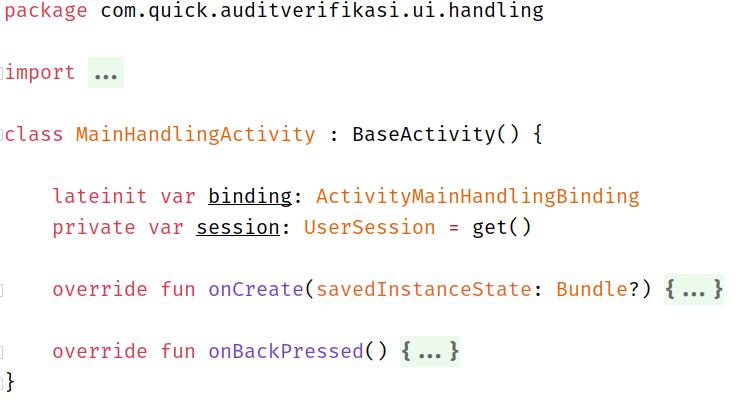 package com.quick.auditverifikasi.ui.handling
import ...
class MainHandlingActivity : BaseActivity() {
lateinit var binding: ActivityMainHandlingBinding
private var session: UserSession = get()
override fun onCreate(savedInstanceState: Bundle?) {...}
override fun onBackPressed() {...}
}